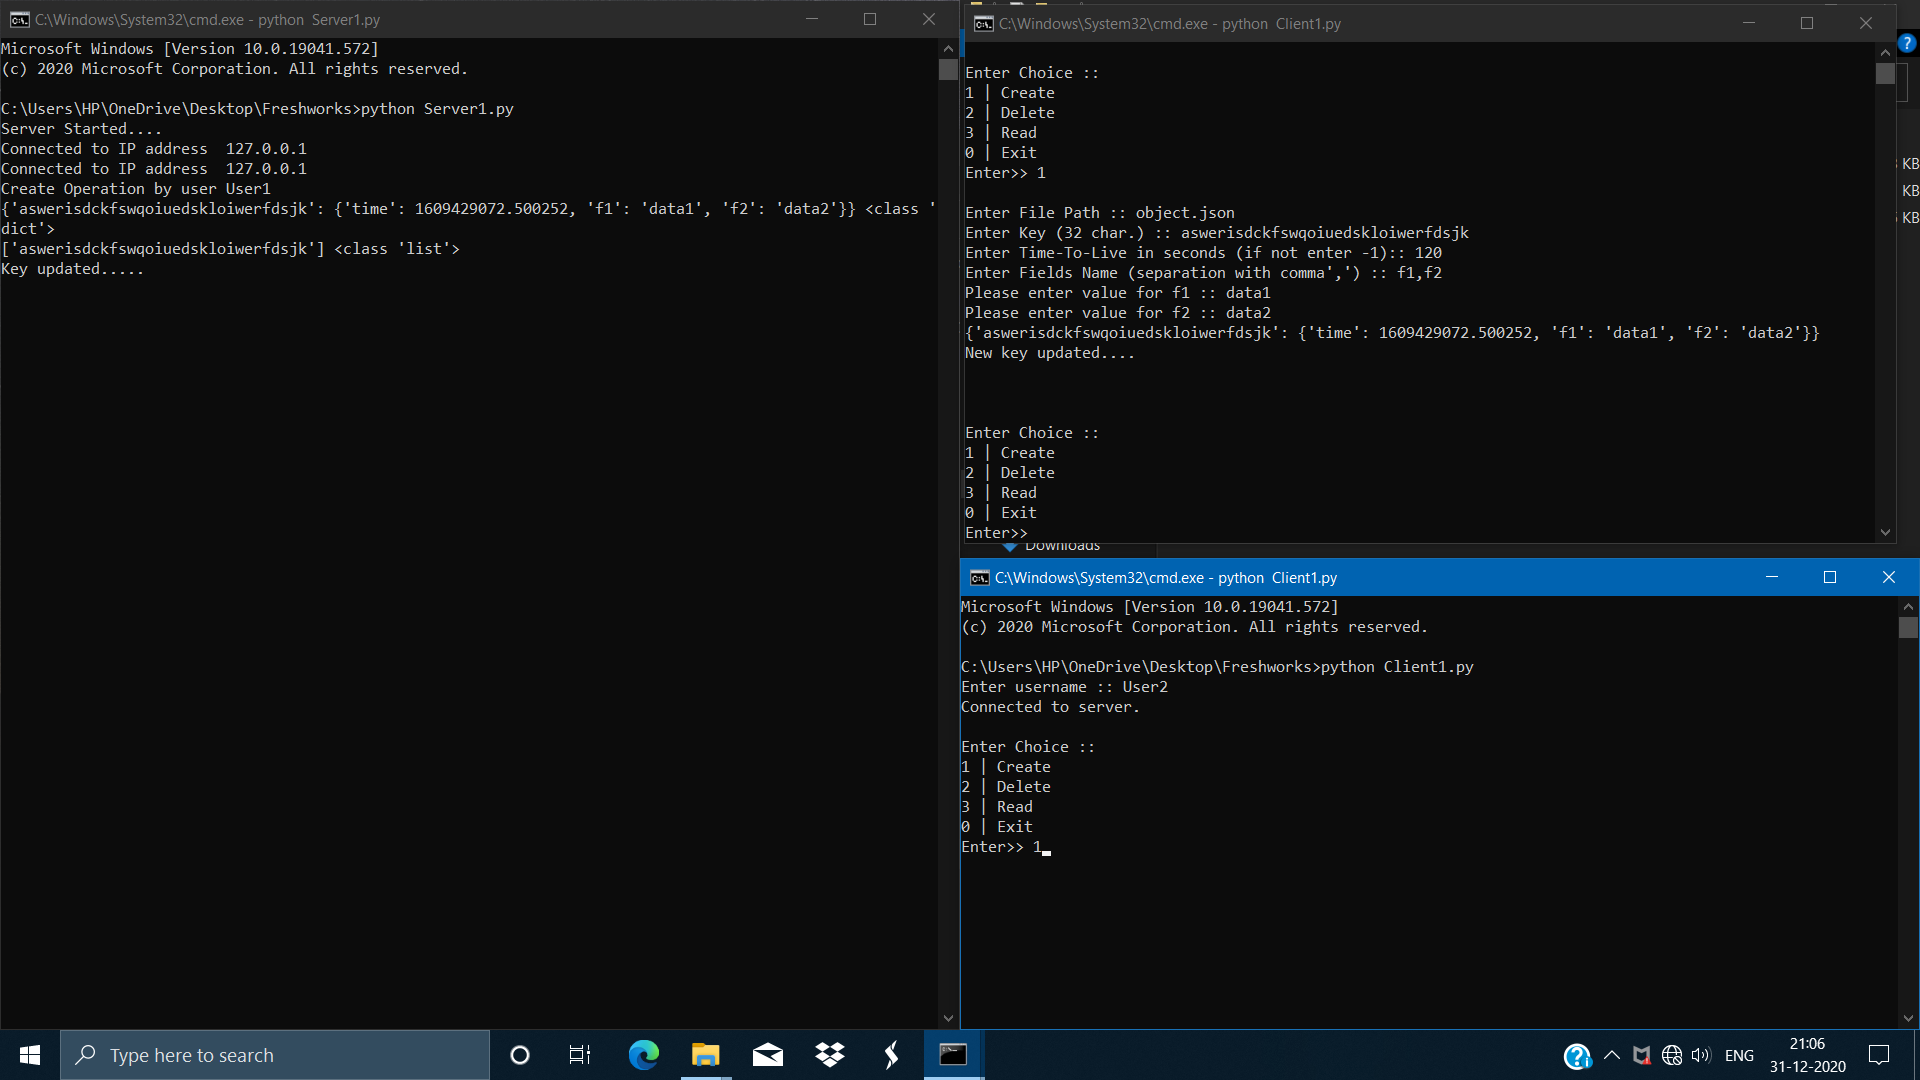 C:\Windows\System32\cmd.exe - python  Server1.py
Microsoft Windows [Version 10.0.19041.572]
(c) 2020 Microsoft Corporation. All rights reserved.
C:\Users\HP\OneDrive\Desktop\Freshworks>python Server1.py
Server Started....
Connected to IP address  127.0.0.1
Connected to IP address  127.0.0.1
Create Operation by user User1
{'aswerisdckfswqoiuedskloiwerfdsjk': {'time': 1609429072.500252, 'f1': 'data1', 'f2': 'data2'}} <class '
dict'>
['aswerisdckfswqoiuedskloiwerfdsjk'] <class 'list'>
Key updated.....
C:\Windows\System32\cmd.exe - python  Client1.py
Enter Choice ::
1 | Create
2 | Delete
3 | Read
0 | Exit
Enter>> 1
Enter File Path :: object.json
Enter Key (32 char.) :: aswerisdckfswqoiuedskloiwerfdsjk
Enter Time-To-Live in seconds (if not enter -1):: 120
Enter Fields Name (separation with comma',') :: f1,f2
Please enter value for f1 :: data1
Please enter value for f2 :: data2
{'aswerisdckfswqoiuedskloiwerfdsjk': {'time': 1609429072.500252, 'f1': 'data1', 'f2': 'data2'}}
New key updated....
Enter Choice ::
1 | Create
2 | Delete
3 | Read
0 | Exit
Enter>>
KB
KB
KB
Downloads
C:\Windows\System32\cmd.exe - python  Client1.py
Microsoft Windows [Version 10.0.19041.572]
(c) 2020 Microsoft Corporation. All rights reserved.
C:\Users\HP\OneDrive\Desktop\Freshworks>python Client1.py
Enter username :: User2
Connected to server.
Enter Choice ::
1 | Create
2 | Delete
3 | Read
0 | Exit
Enter>> 1
Type here to search
ENG
21:06
31-12-2020